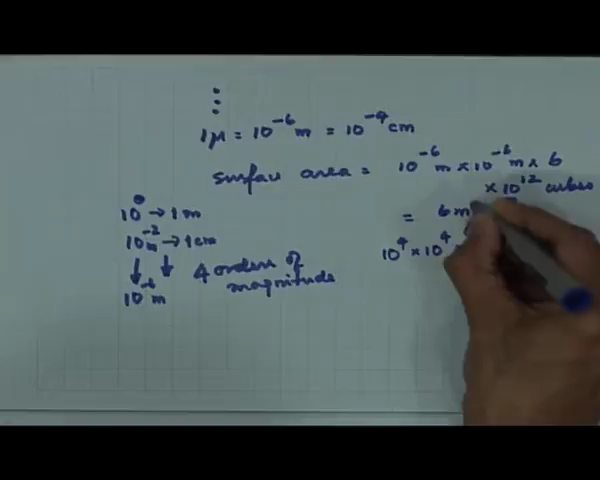 1μ = 10⁻⁶ m = 10⁻⁴ cm
surface area = 10⁻⁶ m × 10⁻⁶ m × 6
× 10¹² cubes
= 6m
10⁴ × 10⁴
10⁰ → 1 m
10⁻² m → 1 cm
↓ ↓ 4 orders of
magnitude
10⁻⁶ m